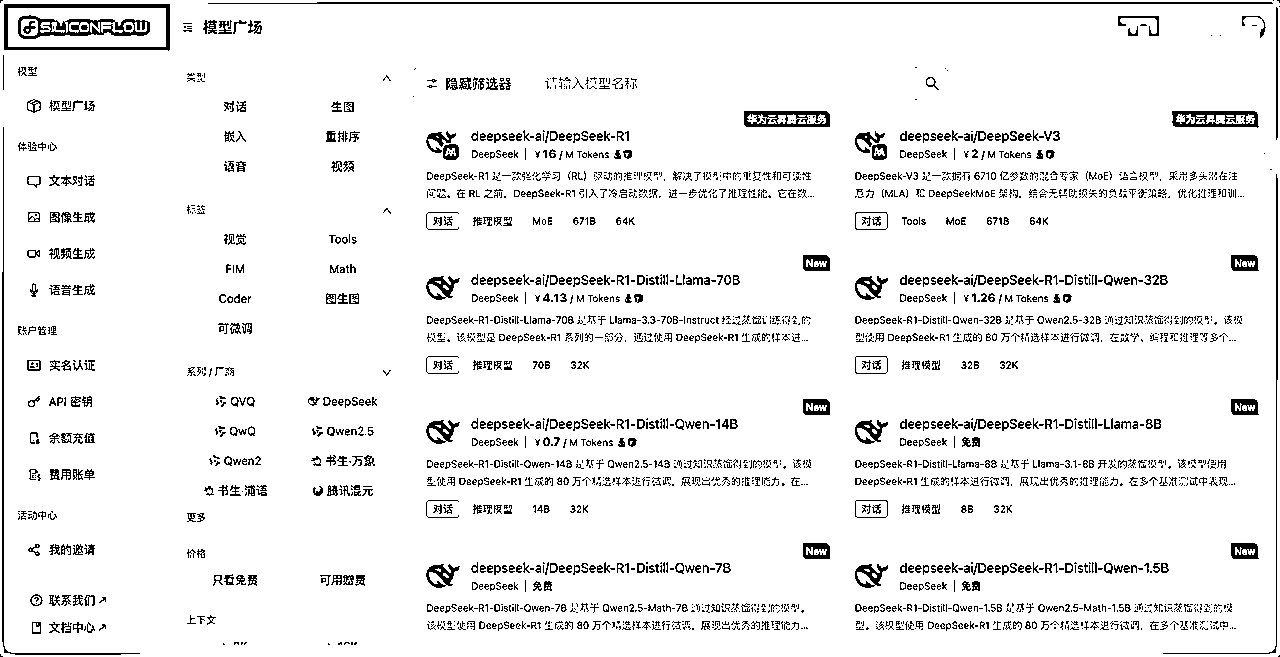 SILICONFLOW
模型广场
模型
模型广场
体验中心
文本对话
图像生成
视频生成
语音生成
账户管理
实名认证
API 密钥
余额充值
费用账单
活动中心
我的邀请
联系我们
文档中心
类型
对话 生图
嵌入 重排序
语音 视频
标签
视觉 Tools
FIM Math
Coder 图生图
可微调
系列 / 厂商
QVQ DeepSeek
QwQ Qwen2.5
Qwen2 书生·万象
书生·浦语 腾讯混元
更多
价格
只看免费 可用赠费
上下文
隐藏筛选器 请输入模型名称
华为云昇腾云服务
deepseek-ai/DeepSeek-R1
DeepSeek | ¥ 16 / M Tokens
DeepSeek-R1 是一款强化学习（RL）驱动的推理模型，解决了模型中的重复性和可读性
问题。在 RL 之前，DeepSeek-R1 引入了冷启动数据，进一步优化了推理性能。它在数...
对话 推理模型 MoE 671B 64K
华为云昇腾云服务
deepseek-ai/DeepSeek-V3
DeepSeek | ¥ 2 / M Tokens
DeepSeek-V3 是一款拥有 6710 亿参数的混合专家（MoE）语言模型，采用多头潜在注
意力（MLA）和 DeepSeekMoE 架构，结合无辅助损失的负载平衡策略，优化推理和训...
对话 Tools MoE 671B 64K
New
deepseek-ai/DeepSeek-R1-Distill-Llama-70B
DeepSeek | ¥ 4.13 / M Tokens
DeepSeek-R1-Distill-Llama-70B 是基于 Llama-3.3-70B-Instruct 经过蒸馏训练得到的
模型。该模型是 DeepSeek-R1 系列的一部分，通过使用 DeepSeek-R1 生成的样本进...
对话 推理模型 70B 32K
New
deepseek-ai/DeepSeek-R1-Distill-Qwen-32B
DeepSeek | ¥ 1.26 / M Tokens
DeepSeek-R1-Distill-Qwen-32B 是基于 Qwen2.5-32B 通过知识蒸馏得到的模型。该模
型使用 DeepSeek-R1 生成的 80 万个精选样本进行微调，在数学、编程和推理等多个...
对话 推理模型 32B 32K
New
deepseek-ai/DeepSeek-R1-Distill-Qwen-14B
DeepSeek | ¥ 0.7 / M Tokens
DeepSeek-R1-Distill-Qwen-14B 是基于 Qwen2.5-14B 通过知识蒸馏得到的模型。该模
型使用 DeepSeek-R1 生成的 80 万个精选样本进行微调，展现出优秀的推理能力。在...
对话 推理模型 14B 32K
New
deepseek-ai/DeepSeek-R1-Distill-Llama-8B
DeepSeek | 免费
DeepSeek-R1-Distill-Llama-8B 是基于 Llama-3.1-8B 开发的蒸馏模型。该模型使用
DeepSeek-R1 生成的样本进行微调，展现出优秀的推理能力。在多个基准测试中表现...
对话 推理模型 8B 32K
New
deepseek-ai/DeepSeek-R1-Distill-Qwen-7B
DeepSeek | 免费
DeepSeek-R1-Distill-Qwen-7B 是基于 Qwen2.5-Math-7B 通过知识蒸馏得到的模型。
该模型使用 DeepSeek-R1 生成的 80 万个精选样本进行微调，展现出优秀的推理能力...
New
deepseek-ai/DeepSeek-R1-Distill-Qwen-1.5B
DeepSeek | 免费
DeepSeek-R1-Distill-Qwen-1.5B 是基于 Qwen2.5-Math-1.5B 通过知识蒸馏得到的模
型。该模型使用 DeepSeek-R1 生成的 80 万个精选样本进行微调，在多个基准测试中...